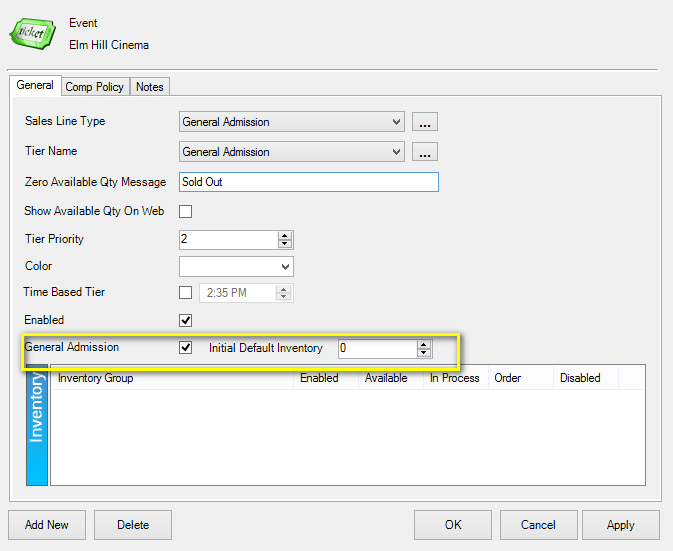 ticket
Event
Elm Hill Cinema
General Comp Policy Notes
Sales Line Type General Admission ...
Tier Name General Admission ...
Zero Available Qty Message Sold Out
Show Available Qty On Web
Tier Priority 2
Color
Time Based Tier 2:35 PM
Enabled
General Admission Initial Default Inventory 0
Inventory
Inventory Group Enabled Available In Process Order Disabled
Add New Delete OK Cancel Apply